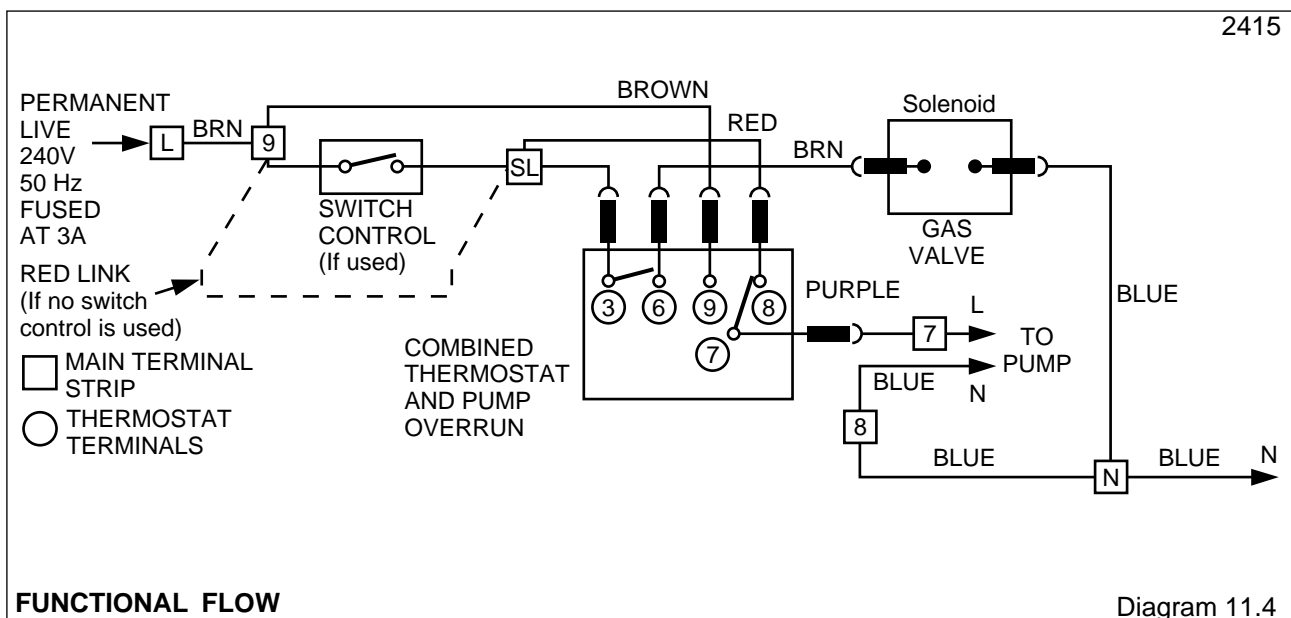 2415
PERMANENT
LIVE
240V
50 Hz
FUSED
AT 3A
L
BRN
9
BROWN
SWITCH
CONTROL
(If used)
SL
RED
BRN
Solenoid
GAS
VALVE
RED LINK
(If no switch
control is used)
MAIN TERMINAL
STRIP
THERMOSTAT
TERMINALS
COMBINED
THERMOSTAT
AND PUMP
OVERRUN
3
6
9
8
7
PURPLE
7
L
TO
PUMP
BLUE
N
8
BLUE
BLUE
N
BLUE
N
FUNCTIONAL FLOW
Diagram 11.4